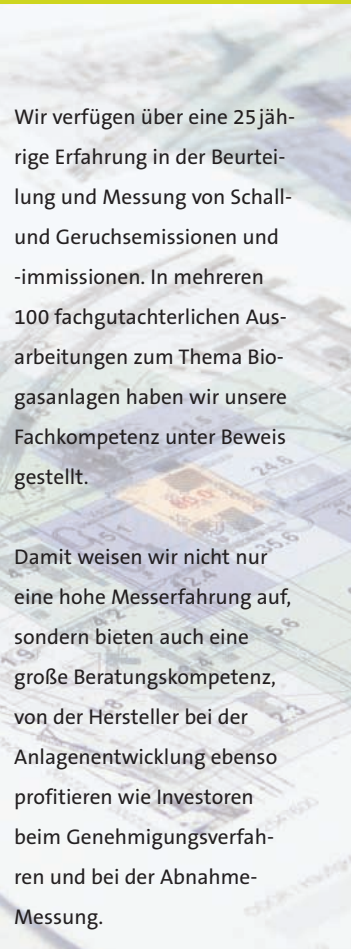 Wir verfügen über eine 25jäh-
rige Erfahrung in der Beurtei-
lung und Messung von Schall-
und Geruchsemissionen und
-immissionen. In mehreren
100 fachgutachterlichen Aus-
arbeitungen zum Thema Bio-
gasanlagen haben wir unsere
Fachkompetenz unter Beweis
gestellt.
Damit weisen wir nicht nur
eine hohe Messerfahrung auf,
sondern bieten auch eine
große Beratungskompetenz,
von der Hersteller bei der
Anlagenentwicklung ebenso
profitieren wie Investoren
beim Genehmigungsverfah-
ren und bei der Abnahme-
Messung.